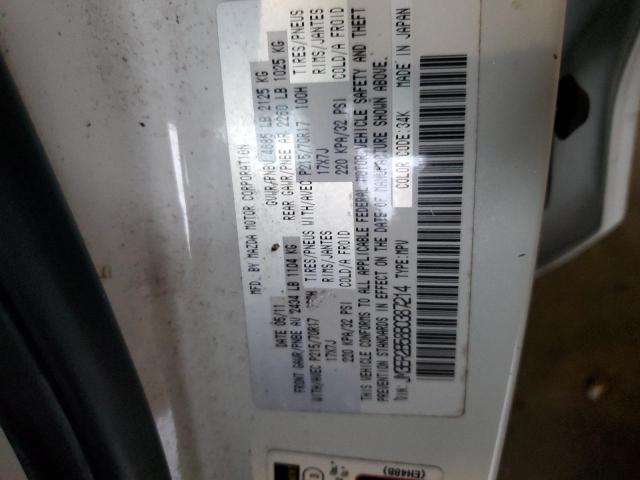 MFD. BY MAZDA MOTOR CORPORATION
DATE 05/11 GVWR/PNBV 4685 LB 2125 KG
FRONT GAWR/PNBE AV 2434 LB 1104 KG REAR GAWR/PNBE AR 2260 LB 1025 KG
WITH/AVEC P215/70R17 100H TIRES/PNEUS WITH/AVEC P215/70R17 100H TIRES/PNEUS
17X7J RIMS/JANTES 17X7J RIMS/JANTES
220 KPA/32 PSI COLD/A FROID 220 KPA/32 PSI COLD/A FROID
THIS VEHICLE CONFORMS TO ALL APPLICABLE FEDERAL MOTOR VEHICLE SAFETY AND THEFT
PREVENTION STANDARDS IN EFFECT ON THE DATE OF MANUFACTURE SHOWN ABOVE.
TYPE:MPV COLOR CODE:34K MADE IN JAPAN
(EH48B)